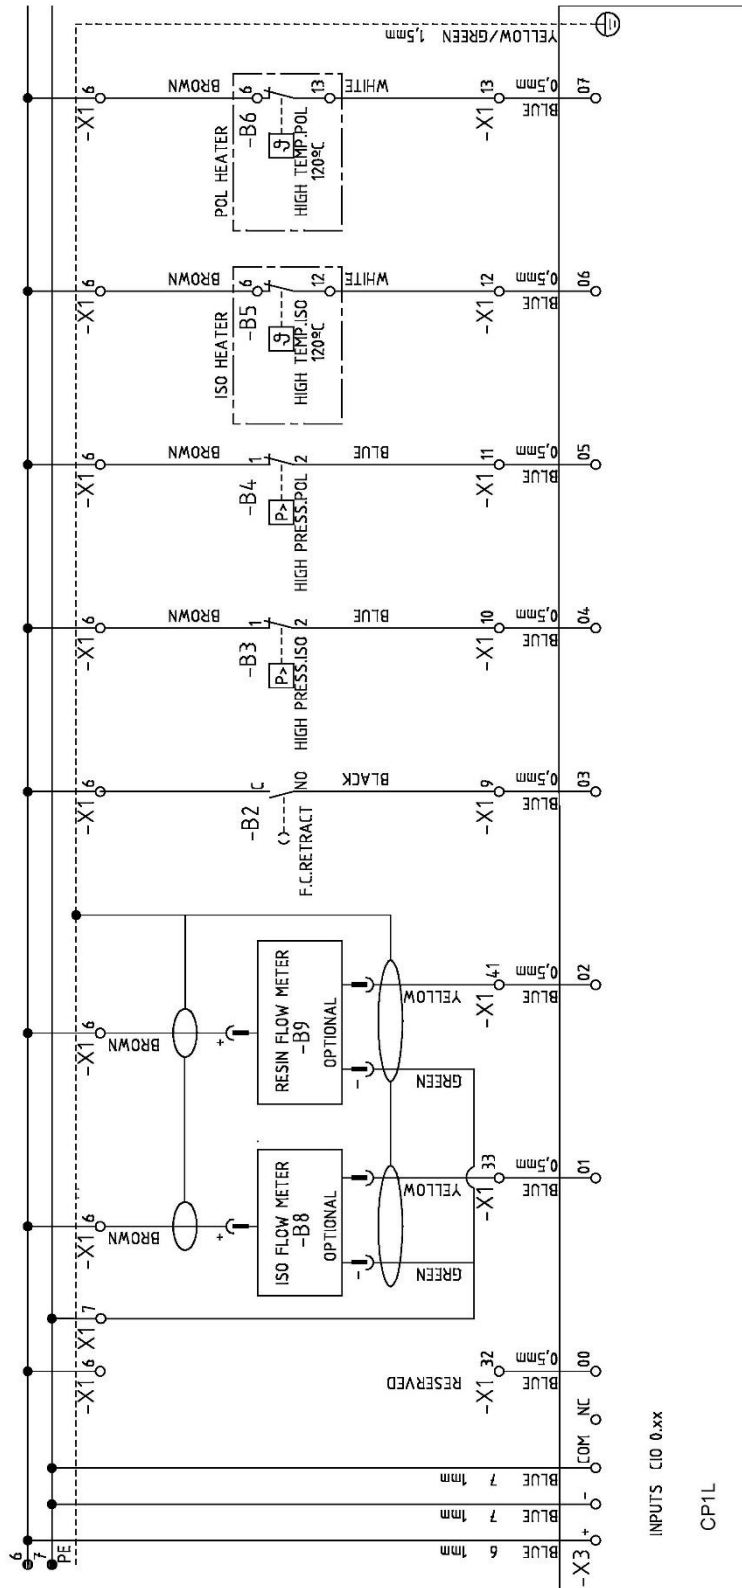 6
7
PE
-X3
+
BLUE 6 1mm
-
BLUE 7 1mm
COM
BLUE 7 1mm
NC
-X1 6
RESERVED
-X1 32
BLUE 0,5mm
00
-X1 7
-X1 6
BROWN
+
ISO FLOW METER
-B8
OPTIONAL
-
GREEN
YELLOW
-X1 33
BLUE 0,5mm
01
-X1 6
BROWN
+
RESIN FLOW METER
-B9
OPTIONAL
-
GREEN
YELLOW
-X1 41
BLUE 0,5mm
02
-X1 6
-B2
C
NO
F.C.RETRACT
BLACK
-X1 9
BLUE 0,5mm
03
-X1 6
BROWN
-B3
1
P>
2
HIGH PRESS.ISO
BLUE
-X1 10
BLUE 0,5mm
04
-X1 6
BROWN
-B4
1
P>
2
HIGH PRESS.POL
BLUE
-X1 11
BLUE 0,5mm
05
-X1 6
BROWN
ISO HEATER
-B5
6
ϑ
12
HIGH TEMP.ISO
120ºC
WHITE
-X1 12
BLUE 0,5mm
06
-X1 6
BROWN
POL HEATER
-B6
6
ϑ
13
HIGH TEMP.POL
120ºC
WHITE
-X1 13
BLUE 0,5mm
07
YELLOW/GREEN 1,5mm
INPUTS CIO 0.xx
CP1L